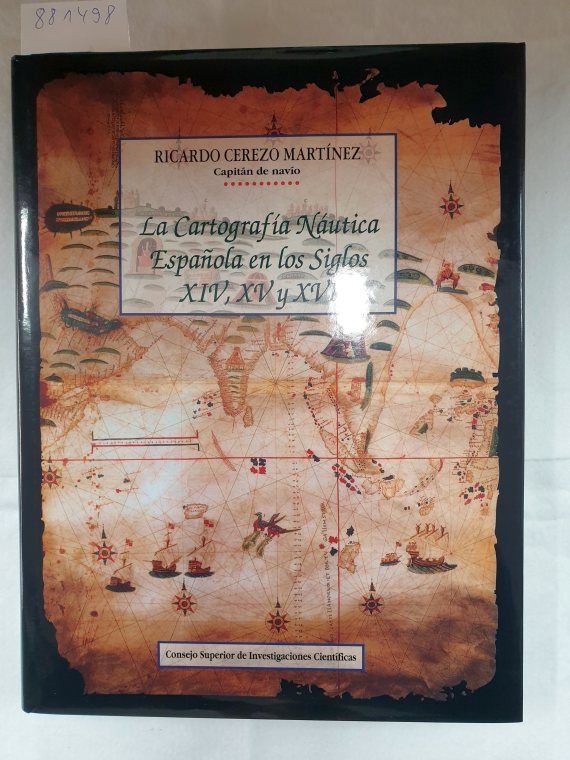 881498
RICARDO CEREZO MARTÍNEZ
Capitán de navío
La Cartografía Náutica
Española en los Siglos
XIV, XV y XVI
Consejo Superior de Investigaciones Científicas